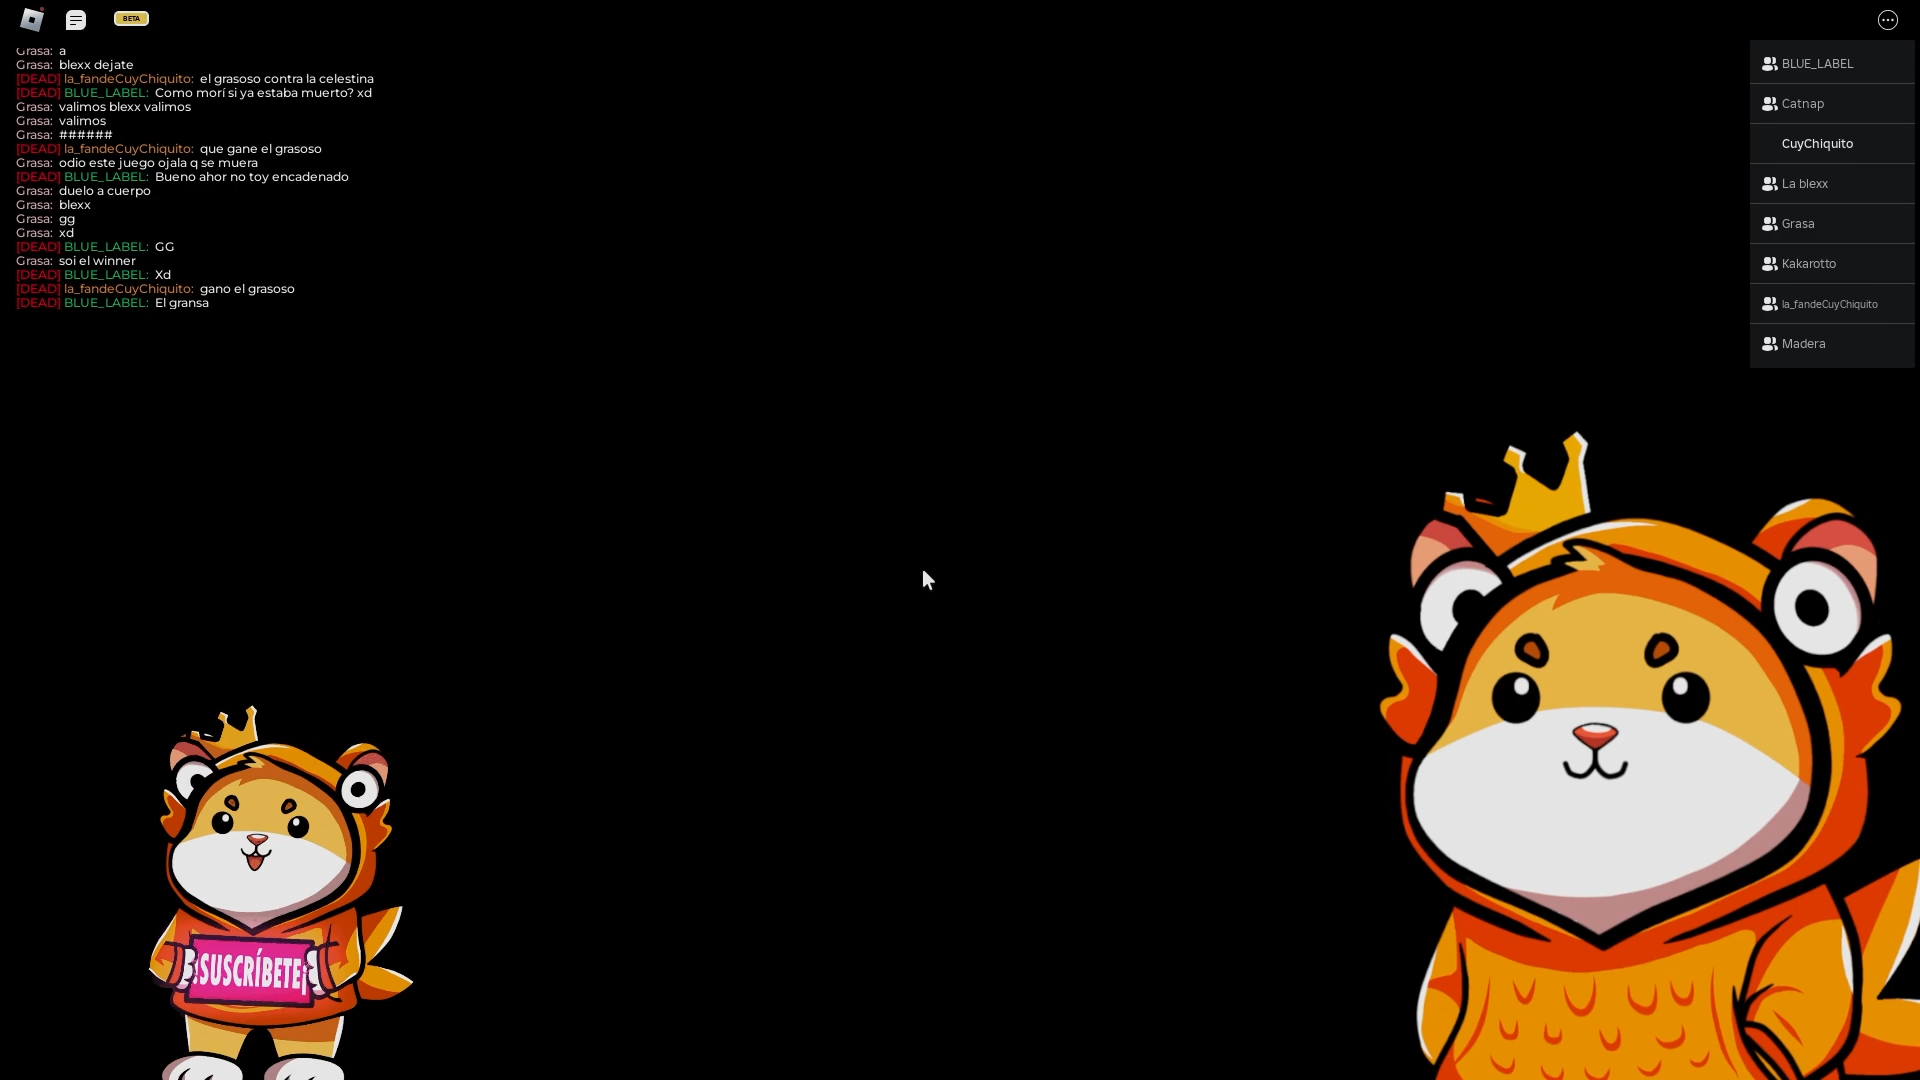 BETA
Grasa: a
Grasa: blexx dejate
[DEAD] la_fandeCuyChiquito: el grasoso contra la celestina
[DEAD] BLUE_LABEL: Como morí si ya estaba muerto? xd
Grasa: valimos blexx valimos
Grasa: valimos
Grasa: ######
[DEAD] la_fandeCuyChiquito: que gane el grasoso
Grasa: odio este juego ojala q se muera
[DEAD] BLUE_LABEL: Bueno ahor no toy encadenado
Grasa: duelo a cuerpo
Grasa: blexx
Grasa: gg
Grasa: xd
[DEAD] BLUE_LABEL: GG
Grasa: soi el winner
[DEAD] BLUE_LABEL: Xd
[DEAD] la_fandeCuyChiquito: gano el grasoso
[DEAD] BLUE_LABEL: El gransa
BLUE_LABEL
Catnap
CuyChiquito
La blexx
Grasa
Kakarotto
la_fandeCuyChiquito
Madera
¡SUSCRÍBETE!